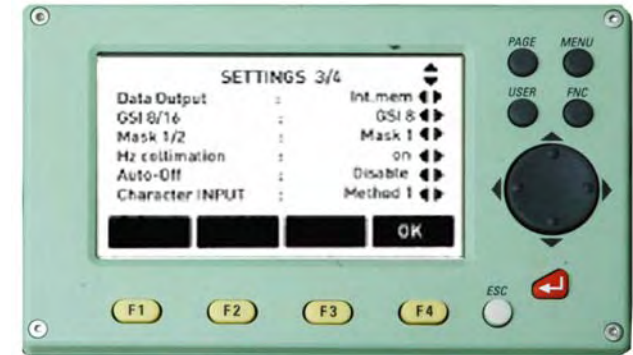 PAGE MENU
SETTINGS 3/4
USER FNC
Data Output : Int.mem
GSI 8/16 : GSI 8
Mask 1/2 : Mask 1
Hz collimation : on
Auto-Off : Disable
Character INPUT : Method 1
OK
ESC
F1 F2 F3 F4